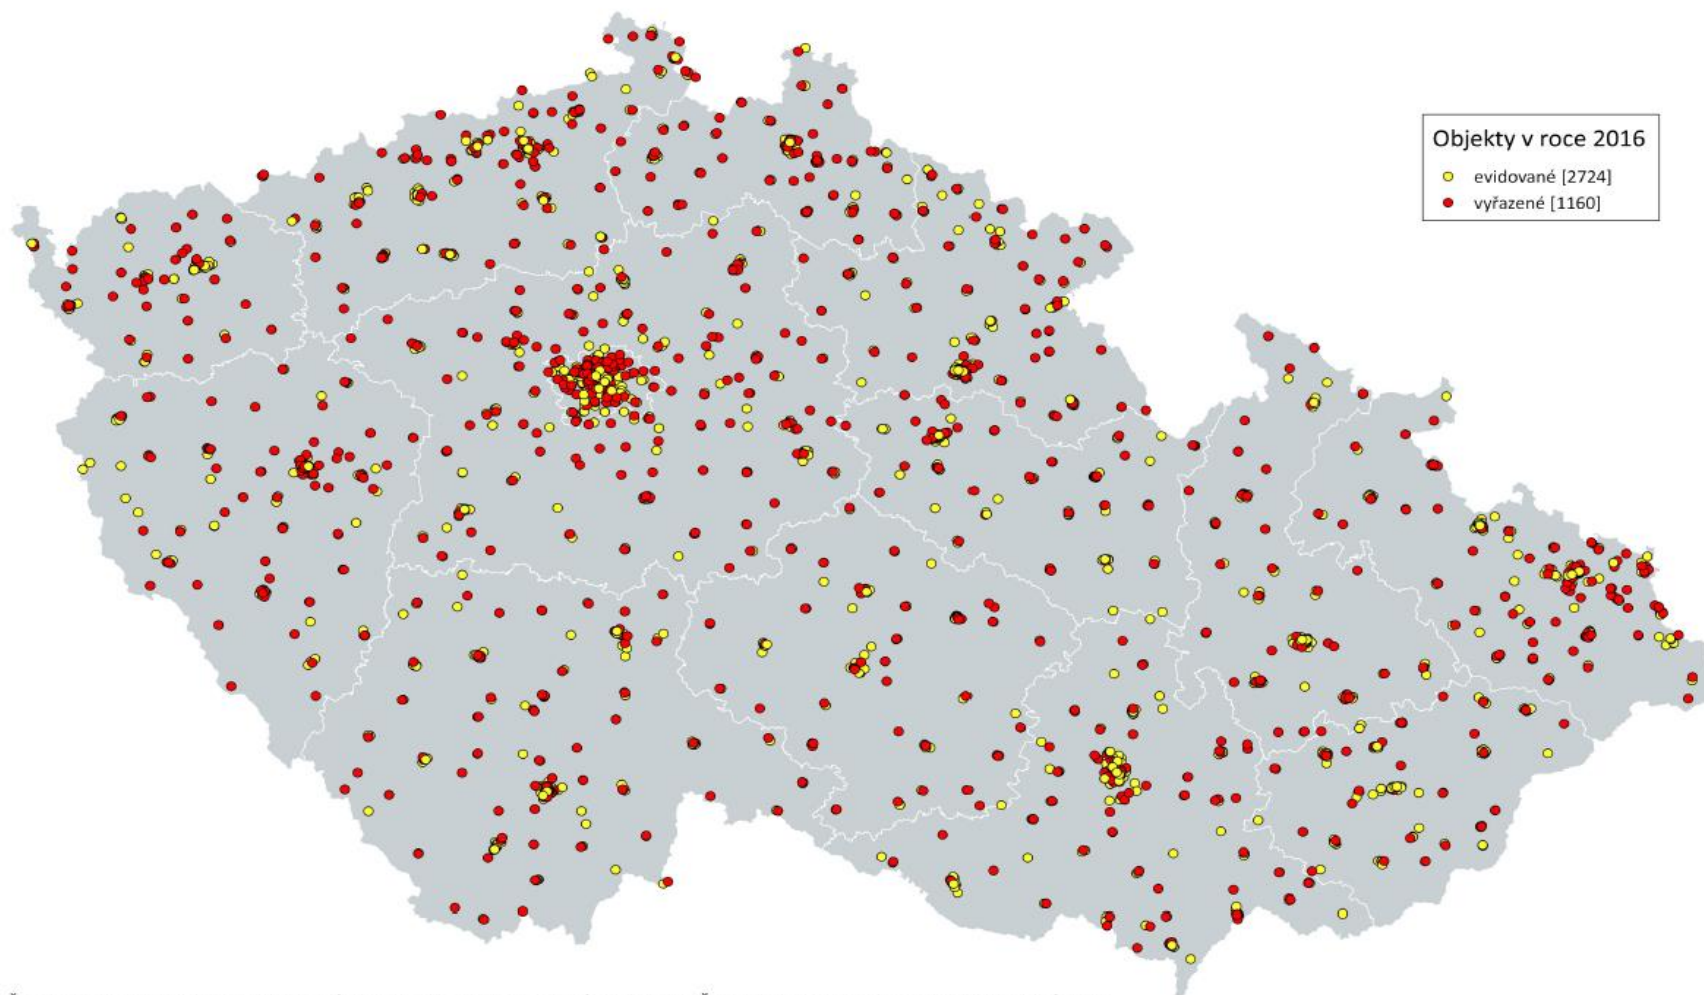 Objekty v roce 2016
evidované [2724]
vyřazené [1160]